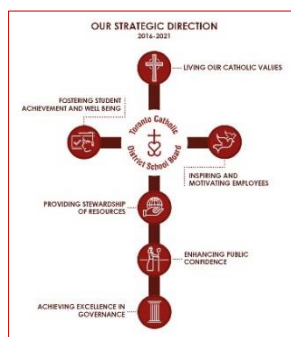 OUR STRATEGIC DIRECTION
2016-2021
LIVING OUR CATHOLIC VALUES
FOSTERING STUDENT
ACHIEVEMENT AND WELL BEING
Toronto Catholic
District School Board
INSPIRING AND
MOTIVATING EMPLOYEES
PROVIDING STEWARDSHIP
OF RESOURCES
ENHANCING PUBLIC
CONFIDENCE
ACHIEVING EXCELLENCE IN
GOVERNANCE